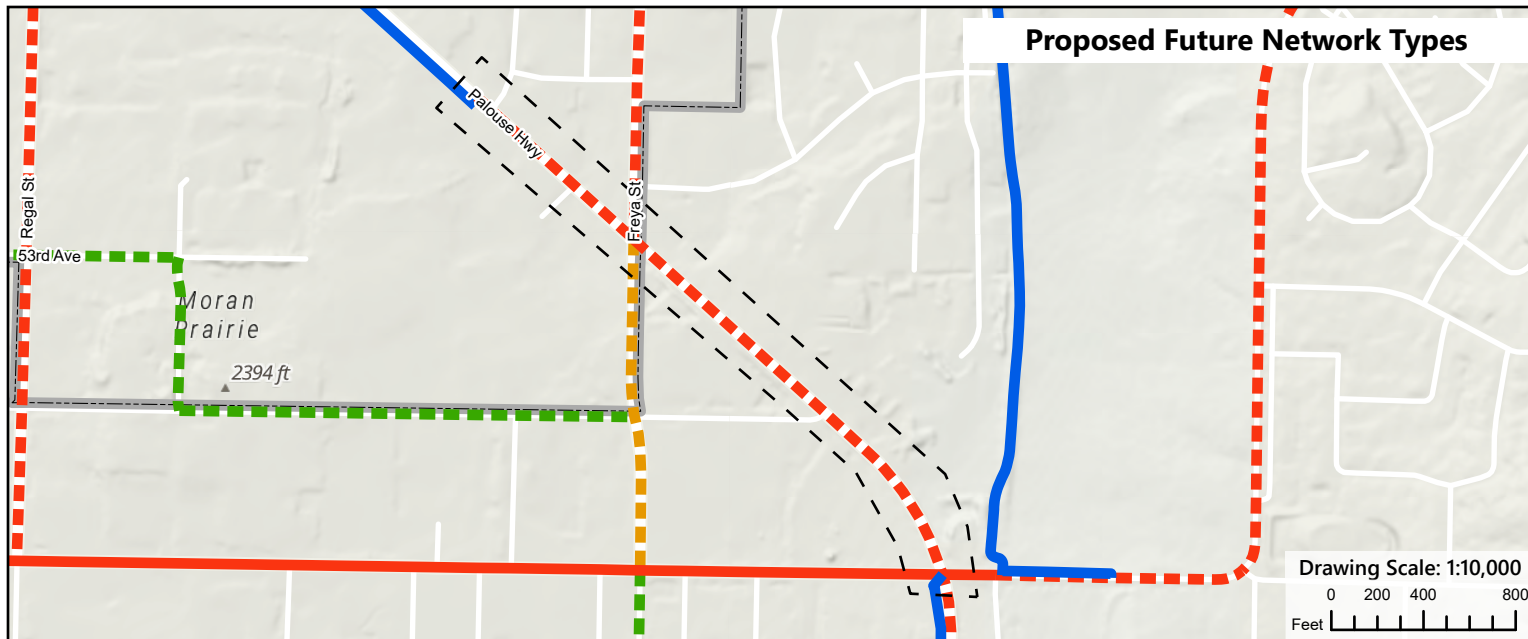 Proposed Future Network Types
Palouse Hwy
Regal St
Freya St
53rd Ave
Moran
Prairie
2394 ft
Drawing Scale: 1:10,000
0 200 400 800
Feet